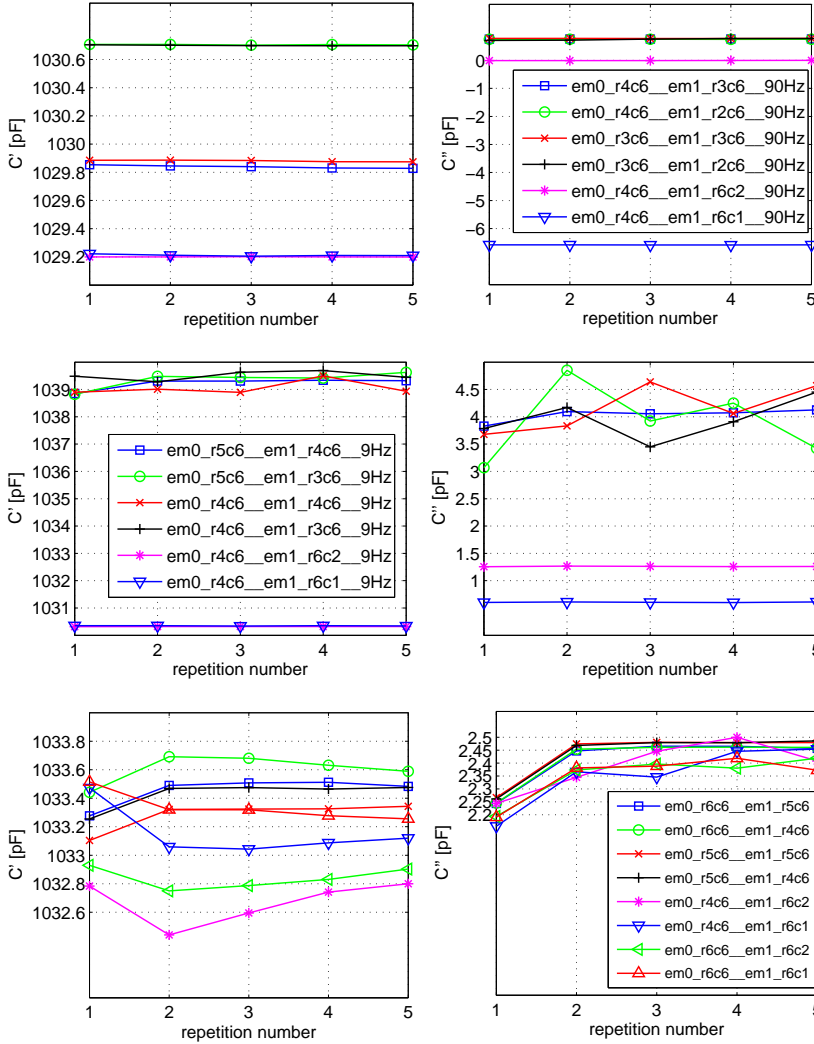 1030.6
1030.4
1030.2
1030
1029.8
1029.6
1029.4
1029.2
C' [pF]
1 2 3 4 5
repetition number
0
−1
−2
−3
−4
−5
−6
C'' [pF]
em0_r4c6__em1_r3c6__90Hz
em0_r4c6__em1_r2c6__90Hz
em0_r3c6__em1_r3c6__90Hz
em0_r3c6__em1_r2c6__90Hz
em0_r4c6__em1_r6c2__90Hz
em0_r4c6__em1_r6c1__90Hz
1 2 3 4 5
repetition number
1039
1038
1037
1036
1035
1034
1033
1032
1031
C' [pF]
em0_r5c6__em1_r4c6__9Hz
em0_r5c6__em1_r3c6__9Hz
em0_r4c6__em1_r4c6__9Hz
em0_r4c6__em1_r3c6__9Hz
em0_r4c6__em1_r6c2__9Hz
em0_r4c6__em1_r6c1__9Hz
1 2 3 4 5
repetition number
4.5
4
3.5
3
2.5
2
1.5
1
C'' [pF]
1 2 3 4 5
repetition number
1033.8
1033.6
1033.4
1033.2
1033
1032.8
1032.6
C' [pF]
1 2 3 4 5
repetition number
2.5
2.45
2.4
2.35
2.3
2.25
2.2
C'' [pF]
em0_r6c6__em1_r5c6
em0_r6c6__em1_r4c6
em0_r5c6__em1_r5c6
em0_r5c6__em1_r4c6
em0_r4c6__em1_r6c2
em0_r4c6__em1_r6c1
em0_r6c6__em1_r6c2
em0_r6c6__em1_r6c1
1 2 3 4 5
repetition number